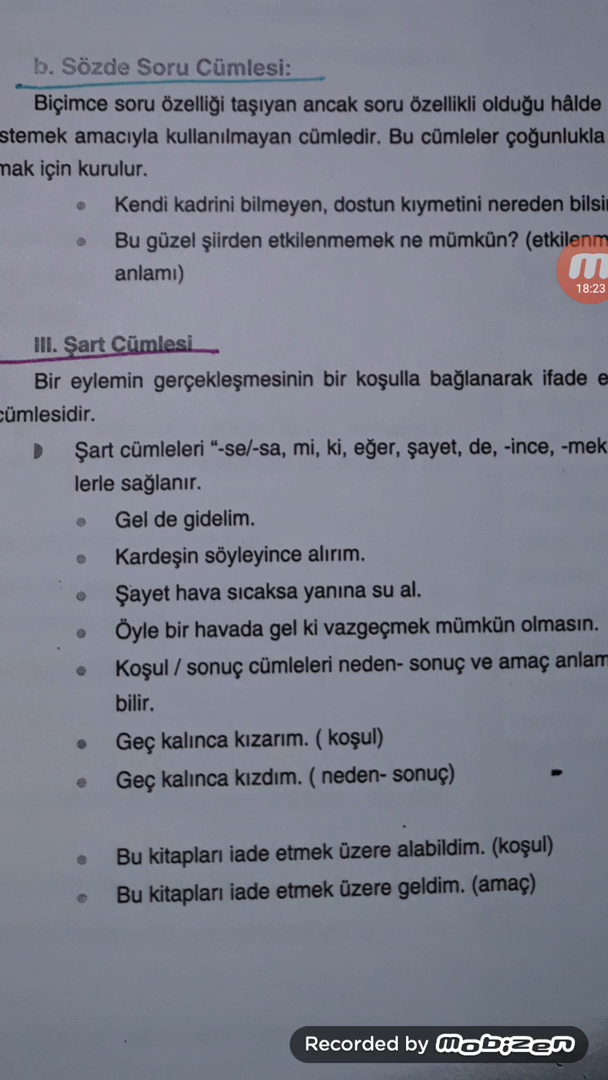 b. Sözde Soru Cümlesi:
Biçimce soru özelliği taşıyan ancak soru özellikli olduğu hâlde
stemek amacıyla kullanılmayan cümledir. Bu cümleler çoğunlukla
mak için kurulur.
Kendi kadrini bilmeyen, dostun kıymetini nereden bilsi
Bu güzel şiirden etkilenmemek ne mümkün? (etkilenm
anlamı)
18:23
III. Şart Cümlesi
Bir eylemin gerçekleşmesinin bir koşulla bağlanarak ifade e
cümlesidir.
Şart cümleleri “-se/-sa, mi, ki, eğer, şayet, de, -ince, -mek
lerle sağlanır.
Gel de gidelim.
Kardeşin söyleyince alırım.
Şayet hava sıcaksa yanına su al.
Öyle bir havada gel ki vazgeçmek mümkün olmasın.
Koşul / sonuç cümleleri neden- sonuç ve amaç anlam
bilir.
Geç kalınca kızarım. ( koşul)
Geç kalınca kızdım. ( neden- sonuç)
Bu kitapları iade etmek üzere alabildim. (koşul)
Bu kitapları iade etmek üzere geldim. (amaç)
Recorded by mobizen